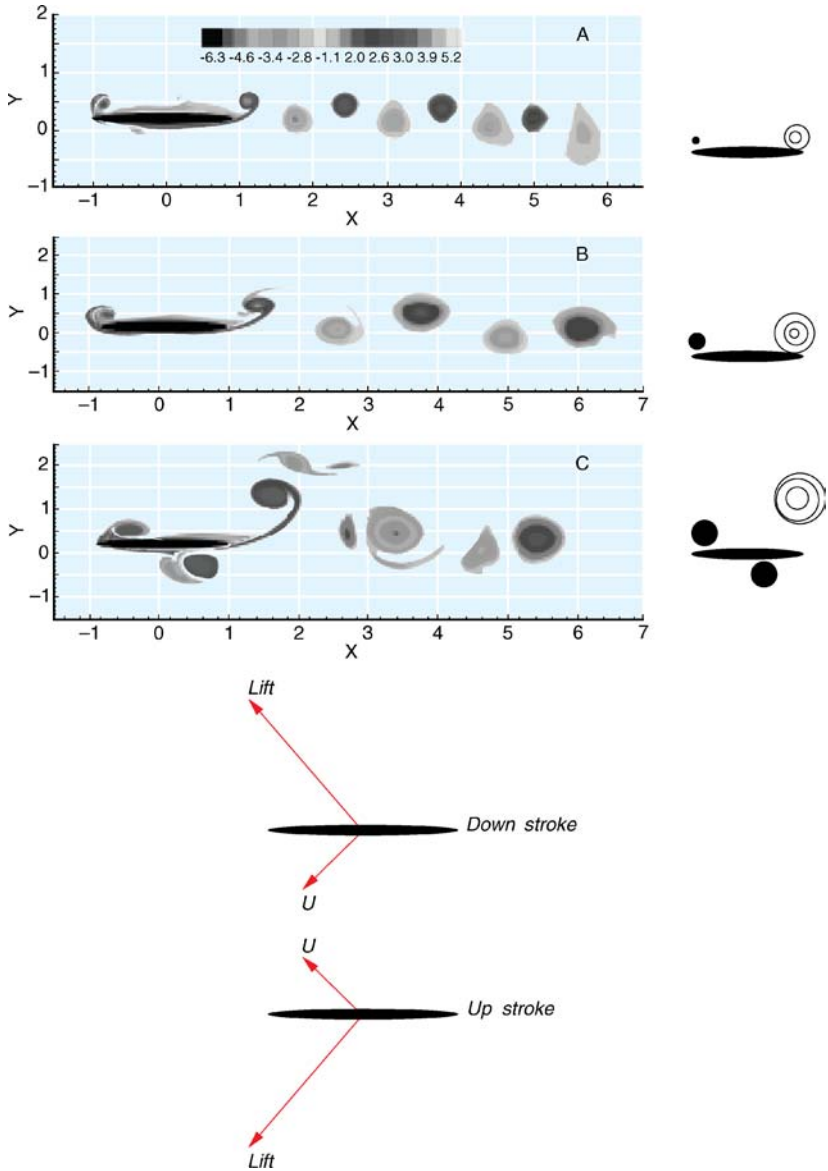 2
A
-6.3 -4.6 -3.4 -2.8 -1.1 2.0 2.6 3.0 3.9 5.2
1
Y
0
–1
–1 0 1 2 3 4 5 6
X
B
2
1
Y
0
–1
–1 0 1 2 3 4 5 6 7
C
2
1
Y
0
–1
–1 0 1 2 3 4 5 6 7
X
Lift
Down stroke
U
U
Up stroke
Lift